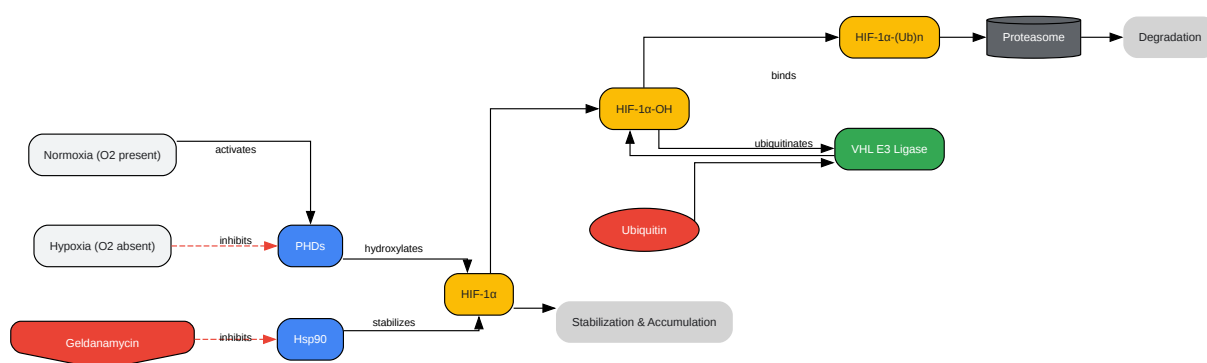 HIF-1α-(Ub)n
Proteasome
Degradation
binds
HIF-1α-OH
Normoxia (O2 present)
activates
ubiquitinates
VHL E3 Ligase
Ubiquitin
Hypoxia (O2 absent)
inhibits
PHDs
hydroxylates
HIF-1α
Stabilization & Accumulation
Geldanamycin
inhibits
Hsp90
stabilizes